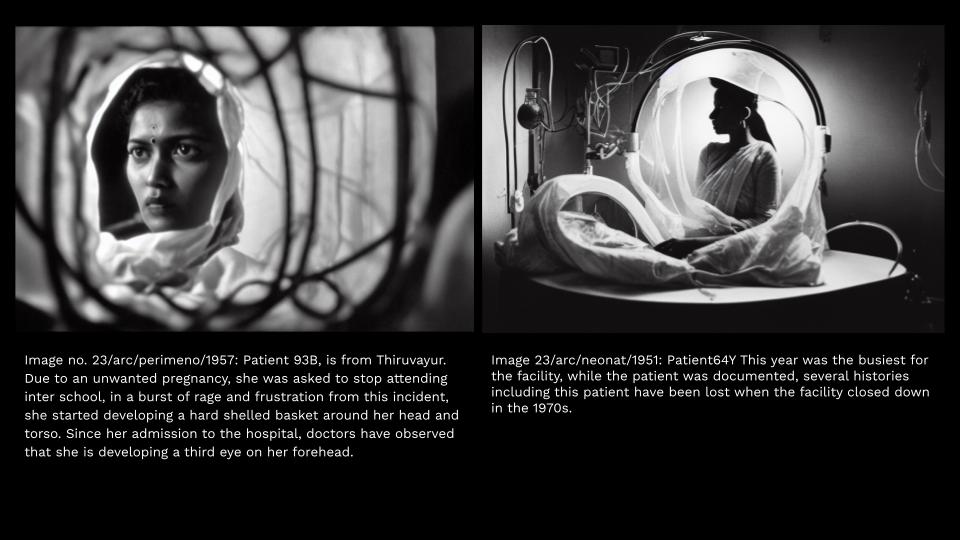 Image no. 23/arc/perimeno/1957: Patient 93B, is from Thiruvayur.
Due to an unwanted pregnancy, she was asked to stop attending
inter school, in a burst of rage and frustration from this incident,
she started developing a hard shelled basket around her head and
torso. Since her admission to the hospital, doctors have observed
that she is developing a third eye on her forehead.
Image 23/arc/neonat/1951: Patient64Y This year was the busiest for
the facility, while the patient was documented, several histories
including this patient have been lost when the facility closed down
in the 1970s.